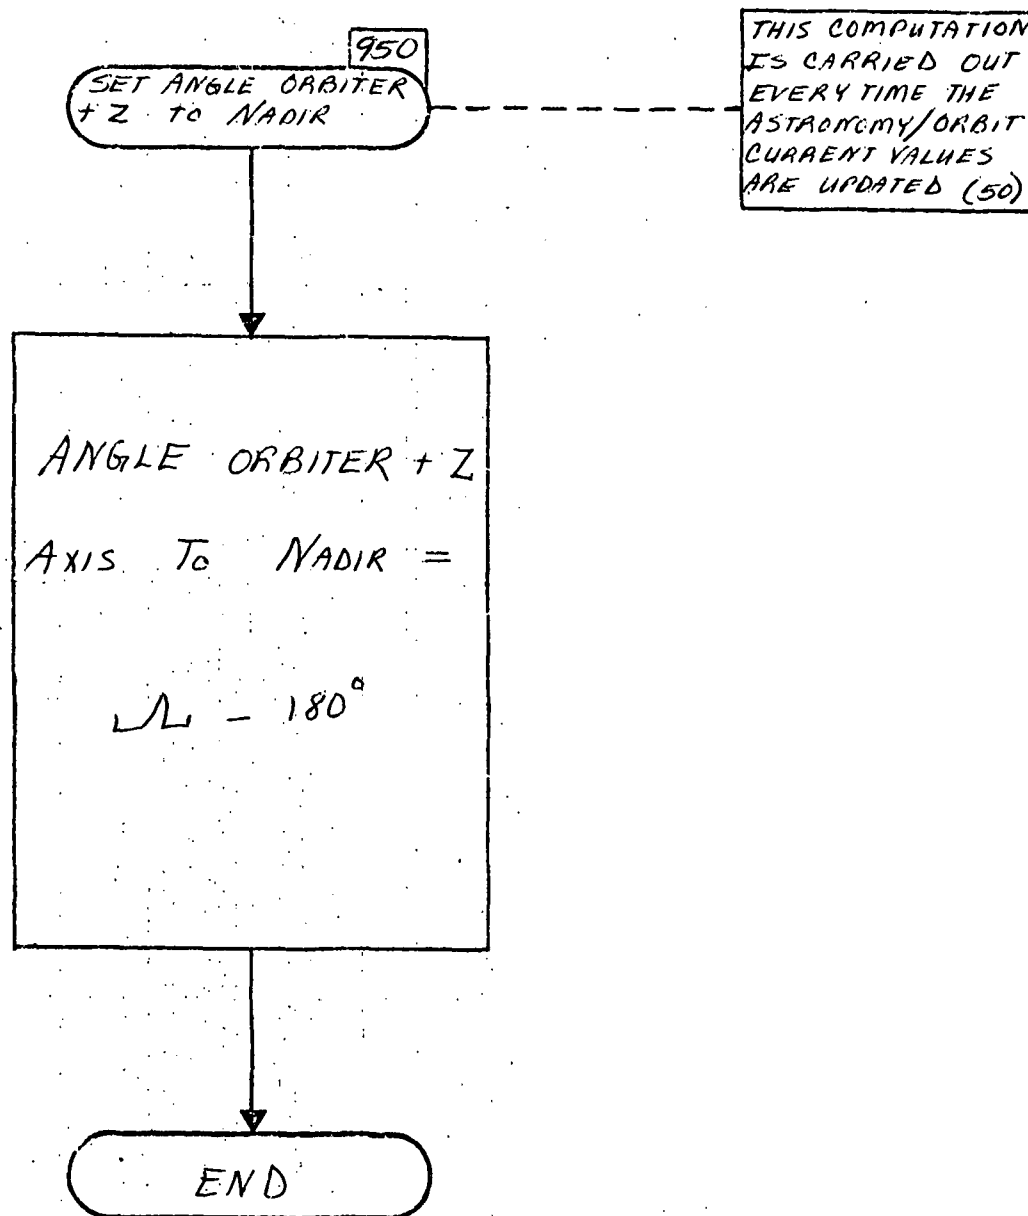 950
SET ANGLE ORBITER
+ Z TO NADIR
THIS COMPUTATION
IS CARRIED OUT
EVERY TIME THE
ASTRONOMY/ORBIT
CURRENT VALUES
ARE UPDATED (50)
ANGLE ORBITER + Z
AXIS TO NADIR =
Ω - 180°
END